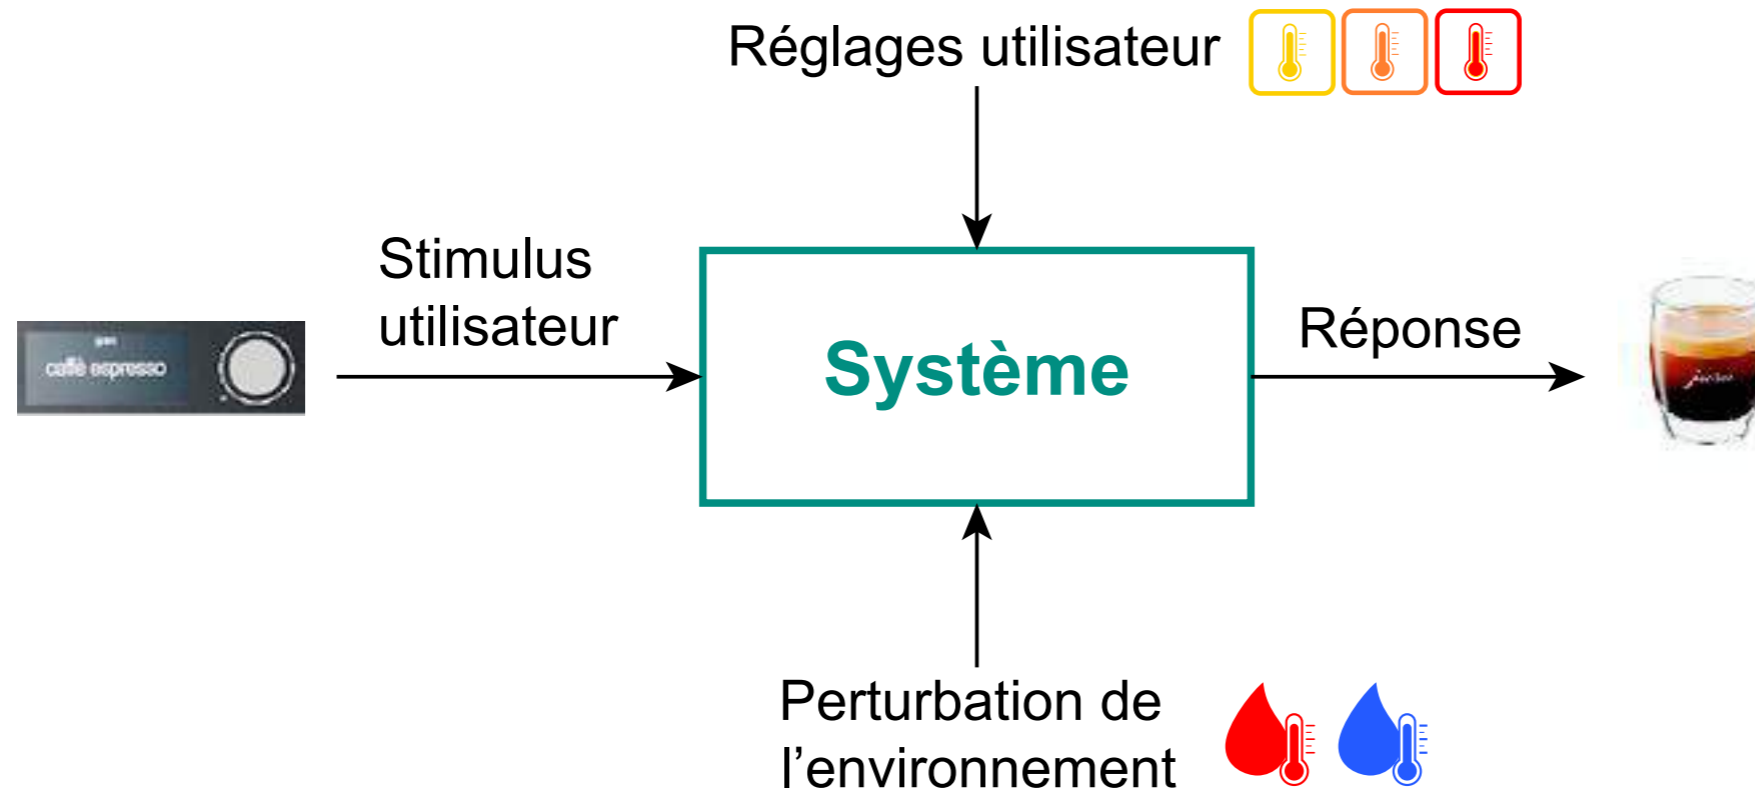 Réglages utilisateur
Stimulus
utilisateur
caffè espresso
Système
Réponse
Perturbation de
l’environnement